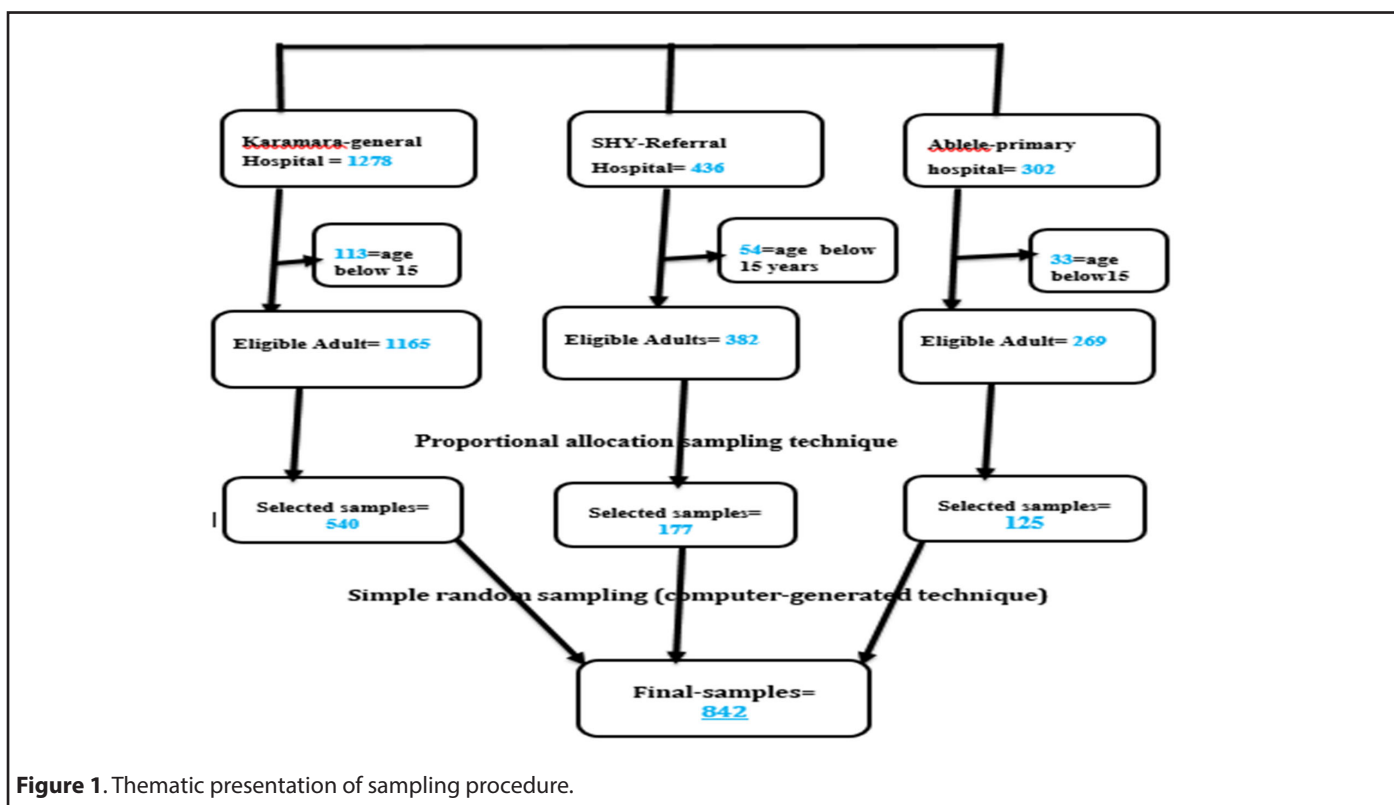 Karamara-general
Hospital = 1278
SHY-Referral
Hospital= 436
Ablele-primary
hospital= 302
113=age
below 15
54=age below
15 years
33=age
below15
Eligible Adult= 1165
Eligible Adults= 382
Eligible Adult= 269
Proportional allocation sampling technique
Selected samples=
540
Selected samples=
177
Selected samples=
125
Simple random sampling (computer-generated technique)
Final-samples=
842
Figure 1. Thematic presentation of sampling procedure.